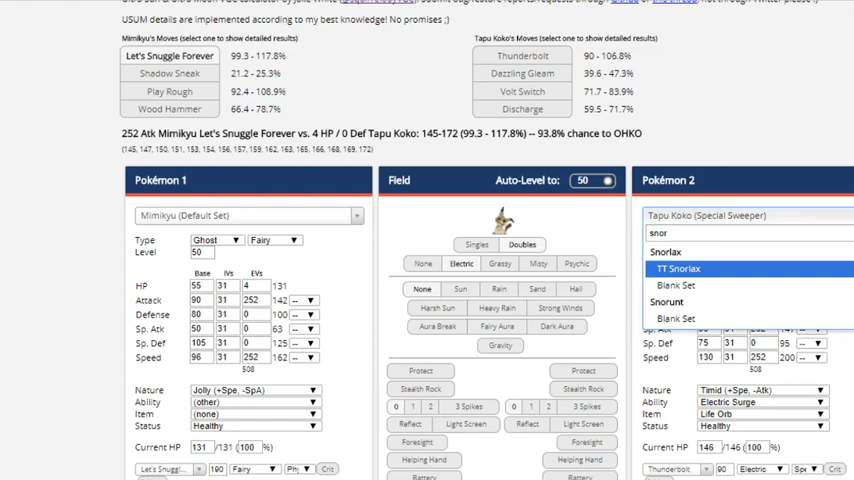 USUM details are implemented according to my best knowledge! No promises ;)
Mimikyu's Moves (select one to show detailed results)
Let's Snuggle Forever 99.3 - 117.8%
Shadow Sneak 21.2 - 25.3%
Play Rough 92.4 - 108.9%
Wood Hammer 66.4 - 78.7%
Tapu Koko's Moves (select one to show detailed results)
Thunderbolt 90 - 106.8%
Dazzling Gleam 39.6 - 47.3%
Volt Switch 71.7 - 83.9%
Discharge 59.5 - 71.7%
252 Atk Mimikyu Let's Snuggle Forever vs. 4 HP / 0 Def Tapu Koko: 145-172 (99.3 - 117.8%) -- 93.8% chance to OHKO
(145, 147, 150, 151, 153, 154, 156, 157, 159, 162, 163, 165, 166, 168, 169, 172)
Pokémon 1
Mimikyu (Default Set)
Type Ghost Fairy
Level 50
Base IVs EVs
HP 55 31 4 131
Attack 90 31 252 142 --
Defense 80 31 0 100 --
Sp. Atk 50 31 0 63 --
Sp. Def 105 31 0 125 --
Speed 96 31 252 162 --
508
Nature Jolly (+Spe, -SpA)
Ability (other)
Item (none)
Status Healthy
Current HP 131 /131 (100 %)
Let's Snuggl... 190 Fairy Crit
Field Auto-Level to: 50
Singles Doubles
None Electric Grassy Misty Psychic
None Sun Rain Sand Hail
Harsh Sun Heavy Rain Strong Winds
Aura Break Fairy Aura Dark Aura
Gravity
Protect Protect
Stealth Rock Stealth Rock
0 1 2 3 Spikes 0 1 2 3 Spikes
Reflect Light Screen Reflect Light Screen
Foresight Foresight
Helping Hand Helping Hand
Battery Battery
Pokémon 2
Tapu Koko (Special Sweeper)
snor
Snorlax
TT Snorlax
Blank Set
Snorunt
Blank Set
Sp. Def 75 31 0 95 --
Speed 130 31 252 200 --
508
Nature Timid (+Spe, -Atk)
Ability Electric Surge
Item Life Orb
Status Healthy
Current HP 146 /146 (100 %)
Thunderbolt 90 Electric Crit